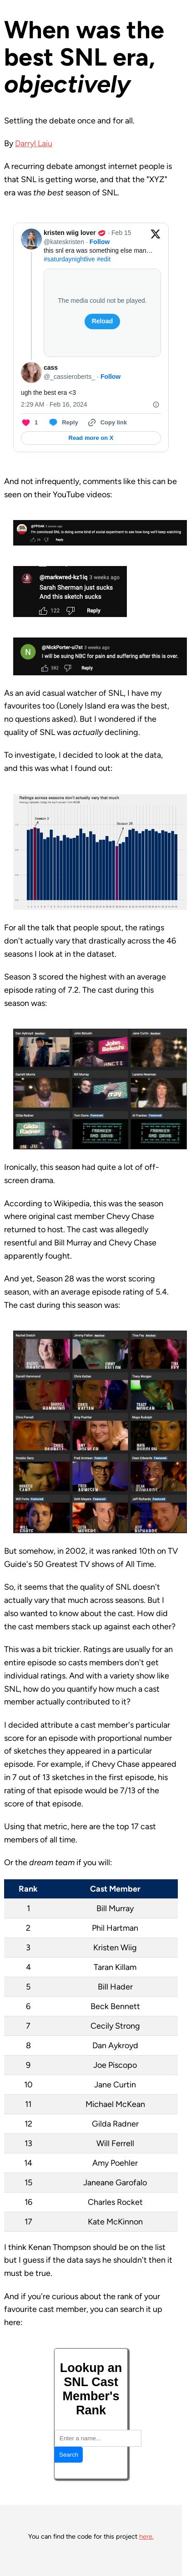 When was the
best SNL era,
objectively
Settling the debate once and for all.
By Darryl Laiu
A recurring debate amongst internet people is
that SNL is getting worse, and that the "XYZ"
era was the best season of SNL.
kristen wiig lover 💋 · Feb 15
@kateskristen · Follow
this snl era was something else man…
#saturdaynightlive #edit
The media could not be played.
Reload
cass
@_cassieroberts_ · Follow
ugh the best era <3
2:29 AM · Feb 16, 2024
1 Reply Copy link
Read more on X
And not infrequently, comments like this can be
seen on their YouTube videos:
I'm convinced SNL is doing some kind of social experiment to see how long we'll keep watching
Reply
@markwred-kz1iq 3 weeks ago
Sarah Sherman just sucks
And this sketch sucks
122 Reply
@NickPorter-ui7st 3 weeks ago
I will be suing NBC for pain and suffering after this is over.
392 Reply
As an avid casual watcher of SNL, I have my
favourites too (Lonely Island era was the best,
no questions asked). But I wondered if the
quality of SNL was actually declining.
To investigate, I decided to look at the data,
and this was what I found out:
Ratings across seasons don't actually vary that much
Season 3
Season 28
For all the talk that people spout, the ratings
don't actually vary that drastically across the 46
seasons I look at in the dataset.
Season 3 scored the highest with an average
episode rating of 7.2. The cast during this
season was:
Dan Aykroyd John Belushi Jane Curtin
Garrett Morris Bill Murray Laraine Newman
Gilda Radner Tom Davis Featured Al Franken Featured
Ironically, this season had quite a lot of off-
screen drama.
According to Wikipedia, this was the season
where original cast member Chevy Chase
returned to host. The cast was allegedly
resentful and Bill Murray and Chevy Chase
apparently fought.
And yet, Season 28 was the worst scoring
season, with an average episode rating of 5.4.
The cast during this season was:
Rachel Dratch Jimmy Fallon Tina Fey
Darrell Hammond Chris Kattan Tracy Morgan
Chris Parnell Amy Poehler Maya Rudolph
Horatio Sanz Fred Armisen Featured Dean Edwards Featured
Will Forte Featured Seth Meyers Featured Jeff Richards Featured
But somehow, in 2002, it was ranked 10th on TV
Guide's 50 Greatest TV shows of All Time.
So, it seems that the quality of SNL doesn't
actually vary that much across seasons. But I
also wanted to know about the cast. How did
the cast members stack up against each other?
This was a bit trickier. Ratings are usually for an
entire episode so casts members don't get
individual ratings. And with a variety show like
SNL, how do you quantify how much a cast
member actually contributed to it?
I decided attribute a cast member's particular
score for an episode with poportional number
of sketches they appeared in a particular
episode. For example, if Chevy Chase appeared
in 7 out of 13 sketches in the first episode, his
rating of that episode would be 7/13 of the
score of that episode.
Using that metric, here are the top 17 cast
members of all time.
Or the dream team if you will:
Rank Cast Member
1 Bill Murray
2 Phil Hartman
3 Kristen Wiig
4 Taran Killam
5 Bill Hader
6 Beck Bennett
7 Cecily Strong
8 Dan Aykroyd
9 Joe Piscopo
10 Jane Curtin
11 Michael McKean
12 Gilda Radner
13 Will Ferrell
14 Amy Poehler
15 Janeane Garofalo
16 Charles Rocket
17 Kate McKinnon
I think Kenan Thompson should be on the list
but I guess if the data says he shouldn't then it
must be true.
And if you're curious about the rank of your
favourite cast member, you can search it up
here:
Lookup an
SNL Cast
Member's
Rank
Enter a name...
Search
You can find the code for this project here.